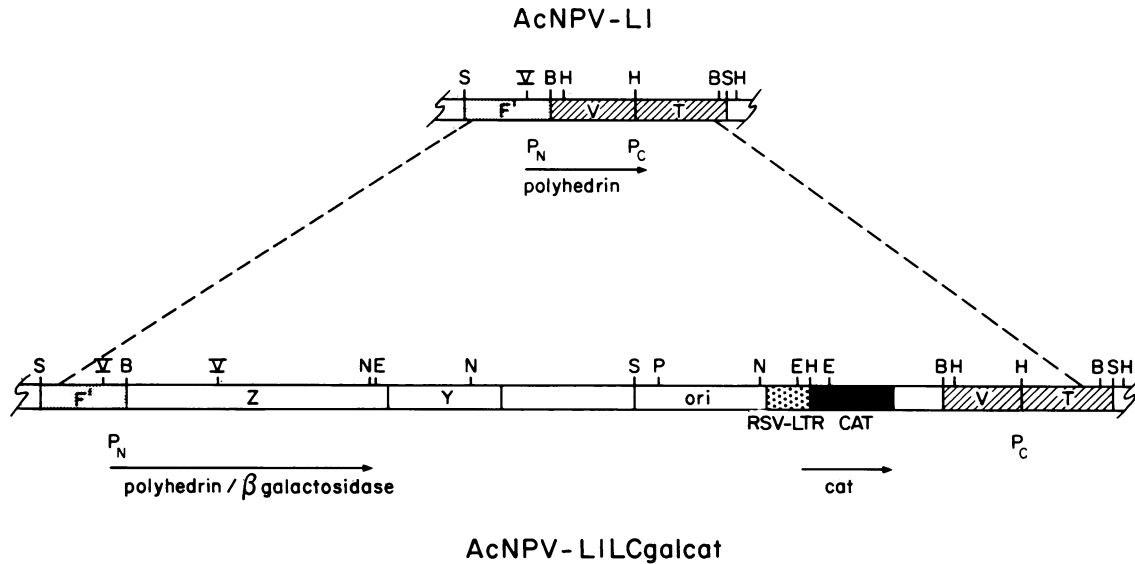 AcNPV-L1
S V B H H B S H
F' V T
P_N P_C
polyhedrin
S V B V N E N S P N E H E B H H B S H
F' Z Y ori V T
RSV-LTR CAT
P_N P_C
polyhedrin / β galactosidase cat
AcNPV-L1LCgalcat